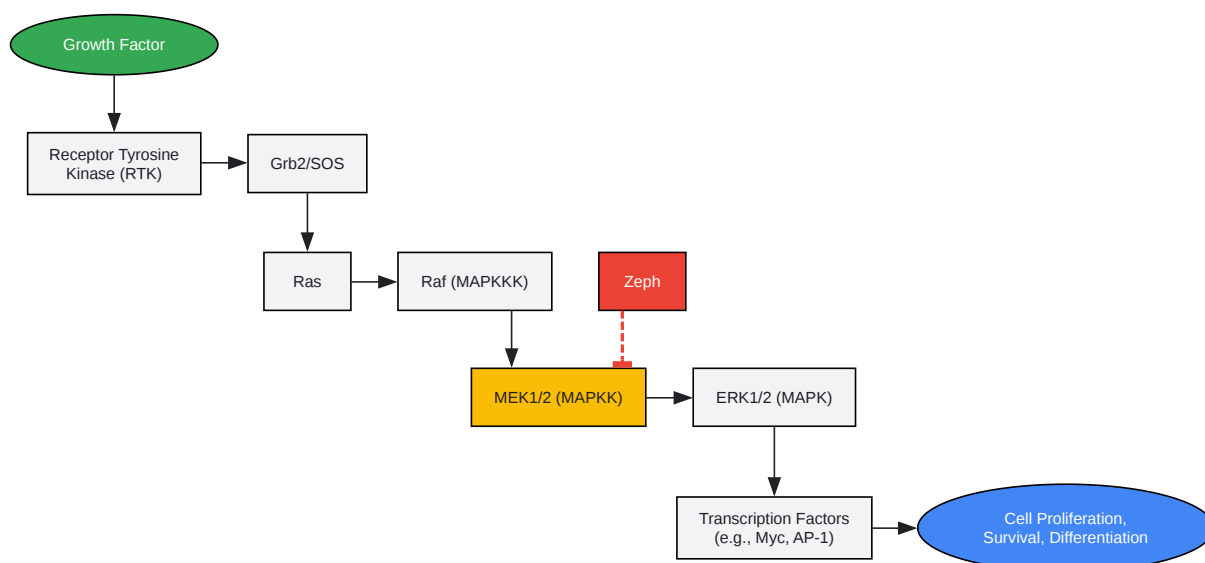 Growth Factor
Receptor Tyrosine
Kinase (RTK)
Grb2/SOS
Ras
Raf (MAPKKK)
Zeph
MEK1/2 (MAPKK)
ERK1/2 (MAPK)
Transcription Factors
(e.g., Myc, AP-1)
Cell Proliferation,
Survival, Differentiation